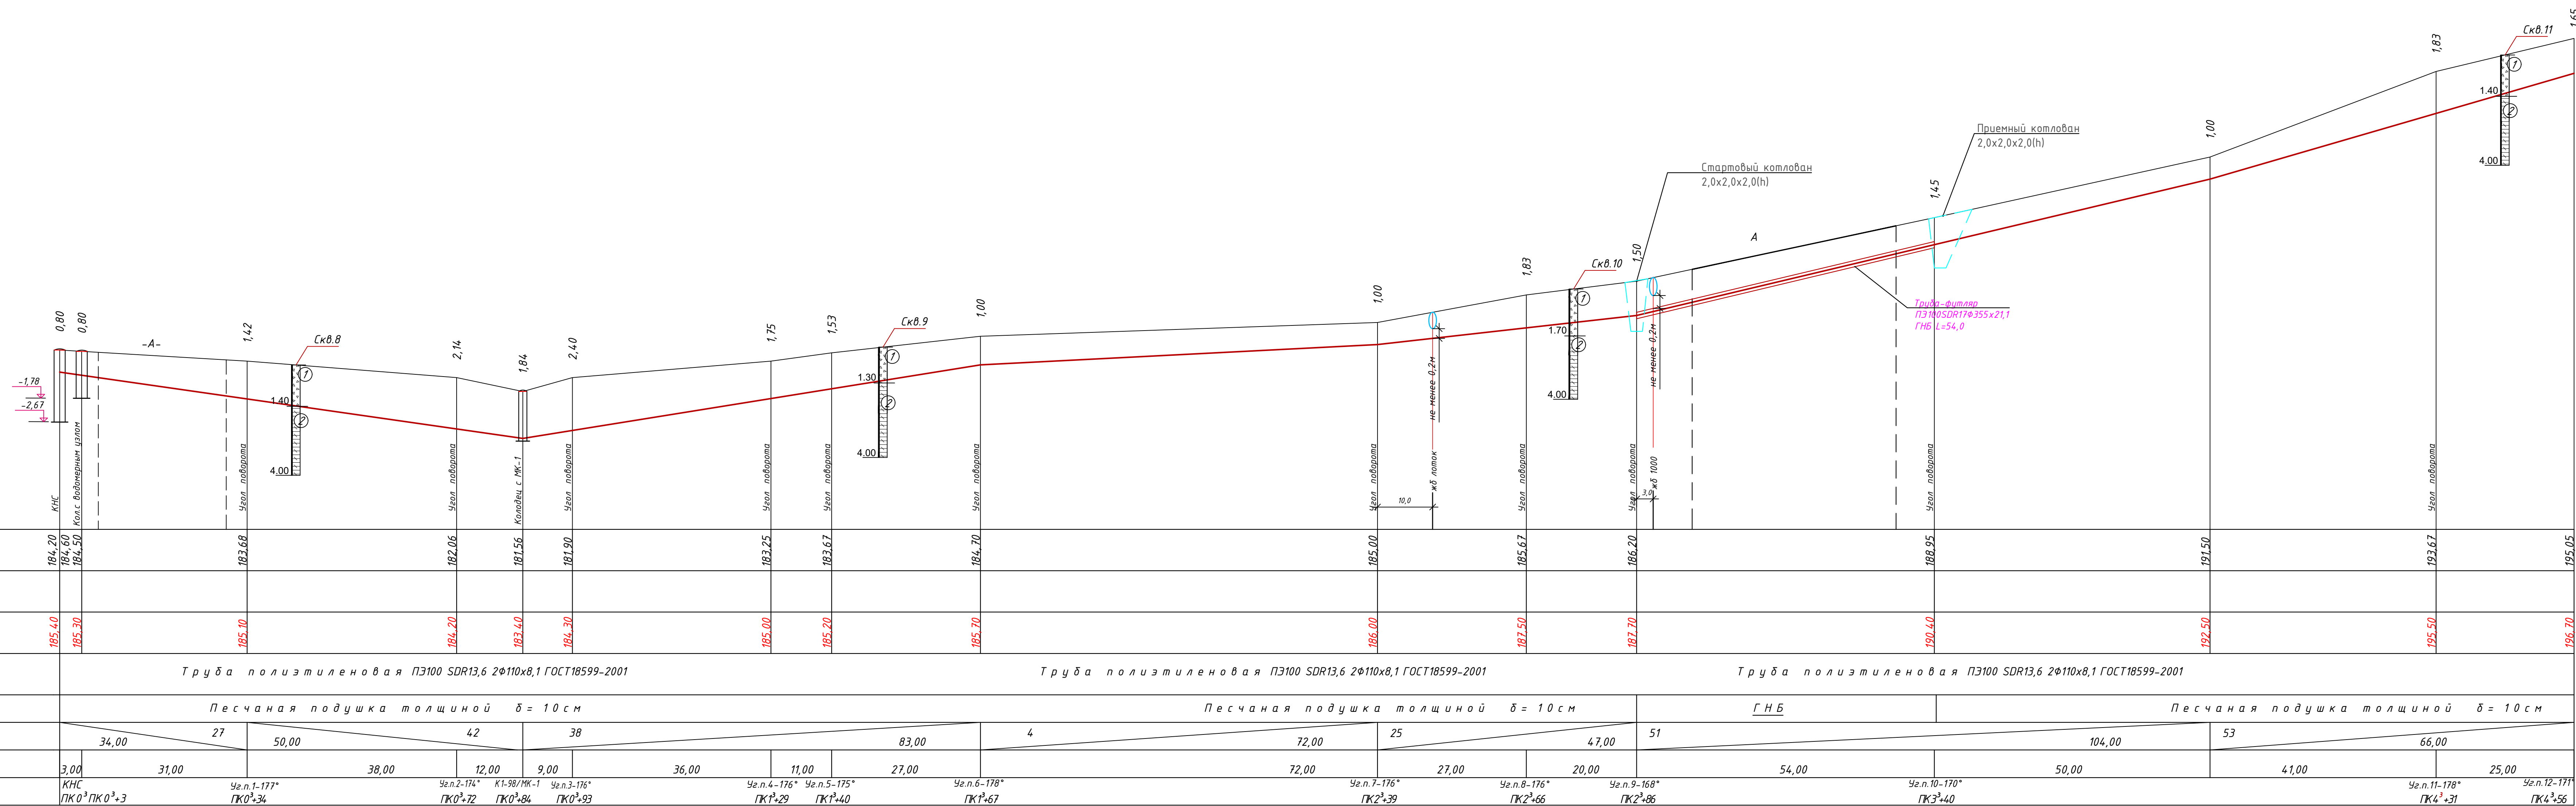 1,65
Скв.11
1,83
1
1.40
2
4,00
1,00
Приемный котлован
2,0х2,0х2,0(h)
Стартовый котлован
2,0х2,0х2,0(h)
1,45
А
1,50
Скв.10
1,83
1
1.70
2
4.00
не менее 0,2м
Труба-футляр
ПЭ100SDR17Ф355х21,1
ГНБ L=54,0
1,00
не менее 0,2м
1,00
Скв.9
1
1.30
2
4.00
1,53
1,75
2,40
1,84
2,14
Скв.8
1
1.40
2
4.00
1,42
-А-
0,80
0,80
-1,78
-2,67
КНС
Кол.с водомерным узлом
Угол поворота
Угол поворота
Колодец с МК-1
Угол поворота
Угол поворота
Угол поворота
Угол поворота
Угол поворота
жб лоток
10,0
Угол поворота
Угол поворота
3,0
жб 1000
Угол поворота
Угол поворота
184,20 184,60 184,50 183,68 182,06 181,56 181,90 183,25 183,67 184,70 185,00 185,67 186,20 188,95 191,50 193,67 195,05
185,40 185,30 185,10 184,20 183,40 184,30 185,00 185,20 185,70 186,00 187,50 187,70 190,40 192,50 195,50 196,70
Труба полиэтиленовая ПЭ100 SDR13,6 2Ф110х8,1 ГОСТ18599-2001 Труба полиэтиленовая ПЭ100 SDR13,6 2Ф110х8,1 ГОСТ18599-2001 Труба полиэтиленовая ПЭ100 SDR13,6 2Ф110х8,1 ГОСТ18599-2001
Песчаная подушка толщиной δ= 10см Песчаная подушка толщиной δ= 10см ГНБ Песчаная подушка толщиной δ= 10см
27 42 38 4 25 51 53
34,00 50,00 83,00 72,00 47,00 104,00 66,00
3,00 31,00 38,00 12,00 9,00 36,00 11,00 27,00 72,00 27,00 20,00 54,00 50,00 41,00 25,00
КНС Уг.п.1-177° Уг.п.2-174° К1-98/МК-1 Уг.п.3-176° Уг.п.4-176° Уг.п.5-175° Уг.п.6-178° Уг.п.7-176° Уг.п.8-176° Уг.п.9-168° Уг.п.10-170° Уг.п.11-178° Уг.п.12-171°
ПК0³ ПК0³+3 ПК0³+34 ПК0³+72 ПК0³+84 ПК0³+93 ПК1³+29 ПК1³+40 ПК1³+67 ПК2³+39 ПК2³+66 ПК2³+86 ПК3³+40 ПК4³+31 ПК4³+56